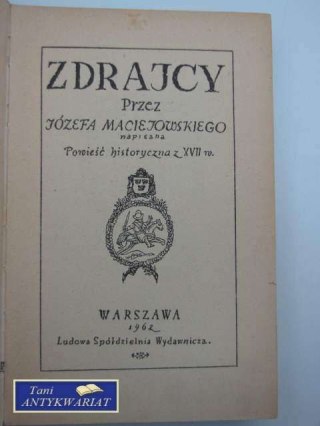 ZDRAJCY
Przez
JÓZEFA MACIEJOWSKIEGO
napisana
Powieść historyczna z XVII w.
WARSZAWA
1962
Ludowa Spółdzielnia Wydawnicza.
Tani
ANTYKWARIAT